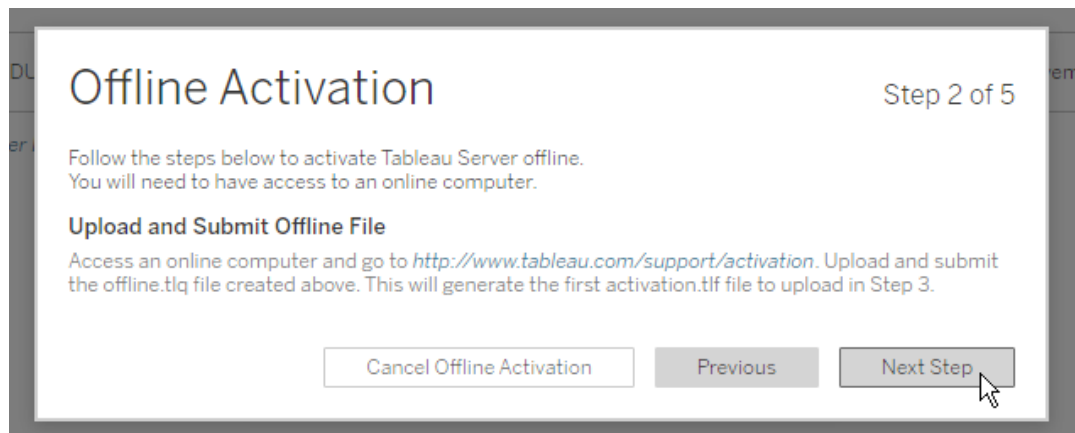 Offline Activation
Step 2 of 5
Follow the steps below to activate Tableau Server offline.
You will need to have access to an online computer.
Upload and Submit Offline File
Access an online computer and go to http://www.tableau.com/support/activation. Upload and submit
the offline.tlq file created above. This will generate the first activation.tlf file to upload in Step 3.
Cancel Offline Activation
Previous
Next Step